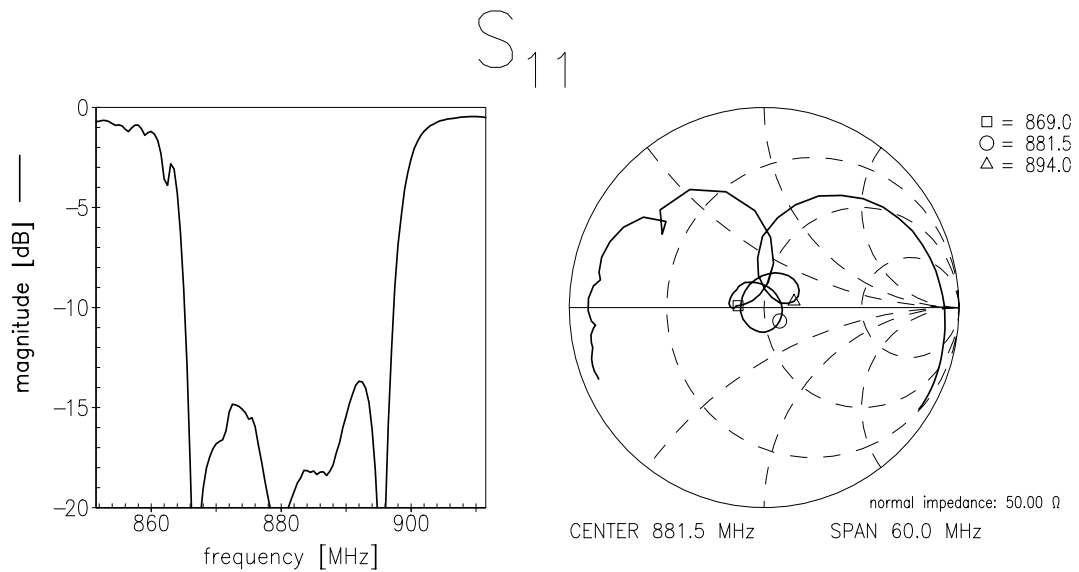 S11
0
−5
−10
−15
−20
magnitude [dB]
860
880
900
frequency [MHz]
= 869.0
= 881.5
= 894.0
normal impedance: 50.00 Ω
CENTER 881.5 MHz
SPAN 60.0 MHz